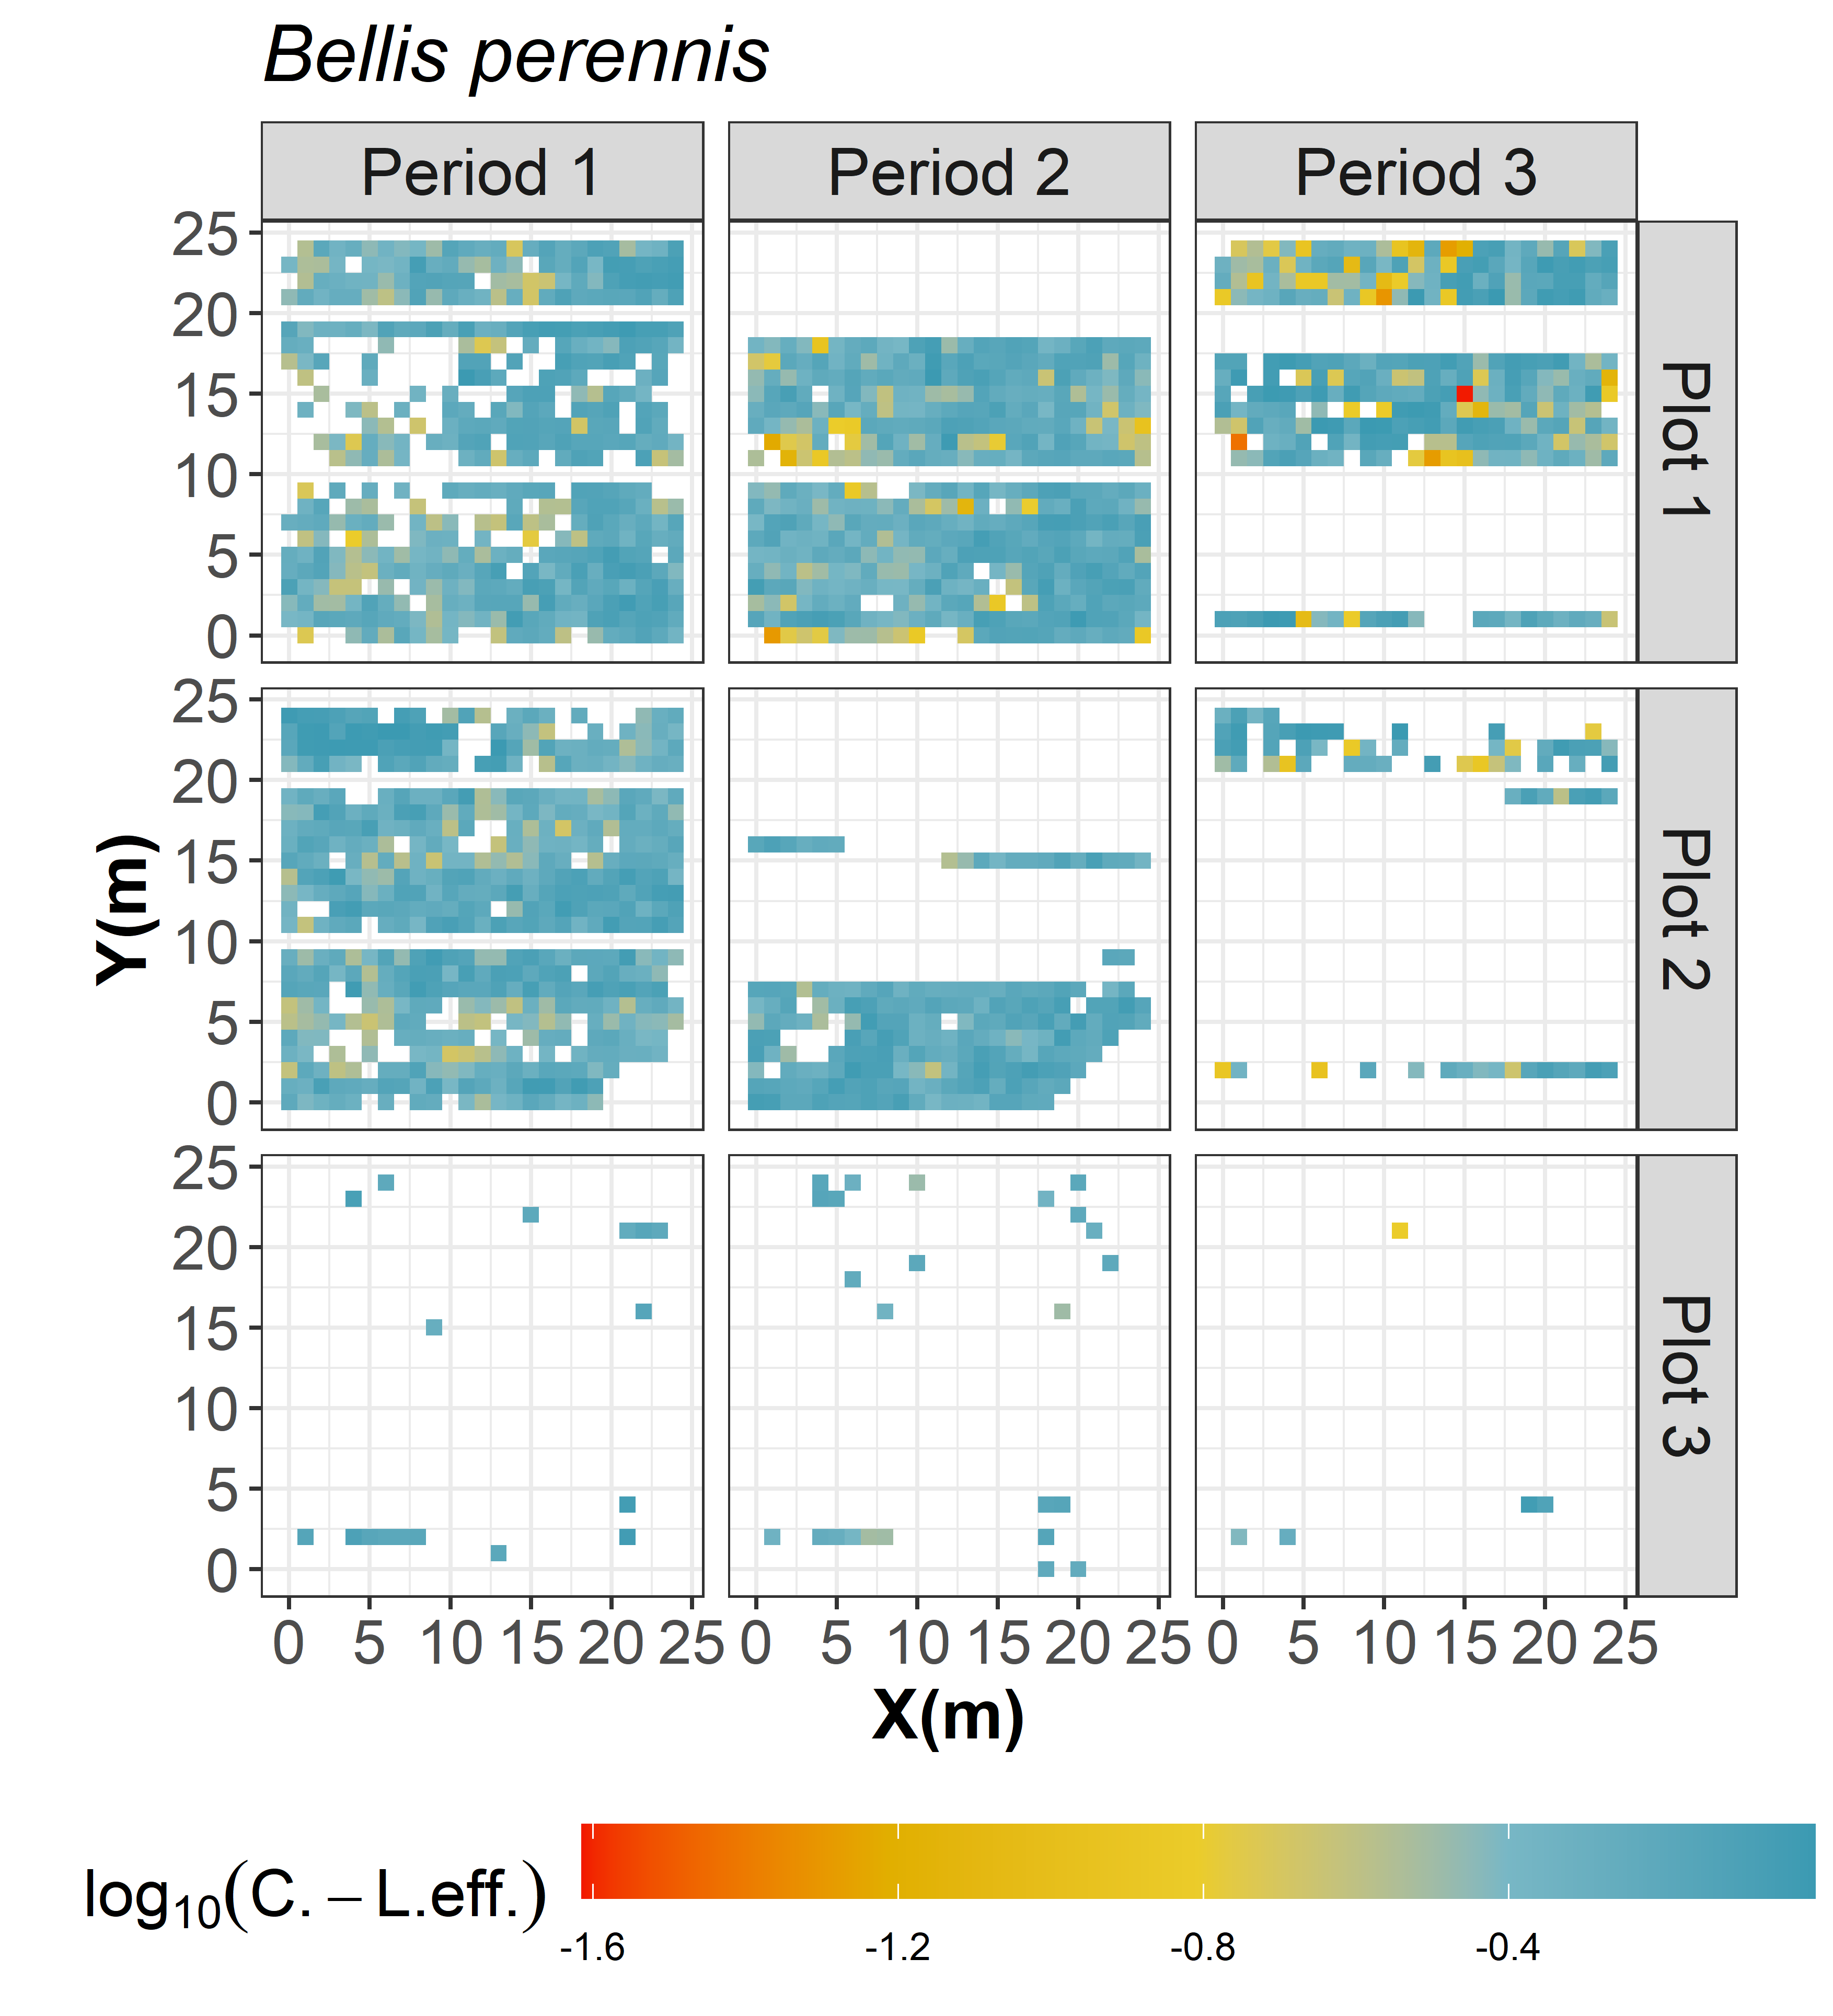 Bellis perennis
Period 1 Period 2 Period 3
25
20
15
10
5
0
Plot 1
25
20
15
10
5
0
Plot 2
25
20
15
10
5
0
Plot 3
Y(m)
0 5 10 15 20 25 0 5 10 15 20 25 0 5 10 15 20 25
X(m)
log10(C. − L.eff.)
-1.6 -1.2 -0.8 -0.4